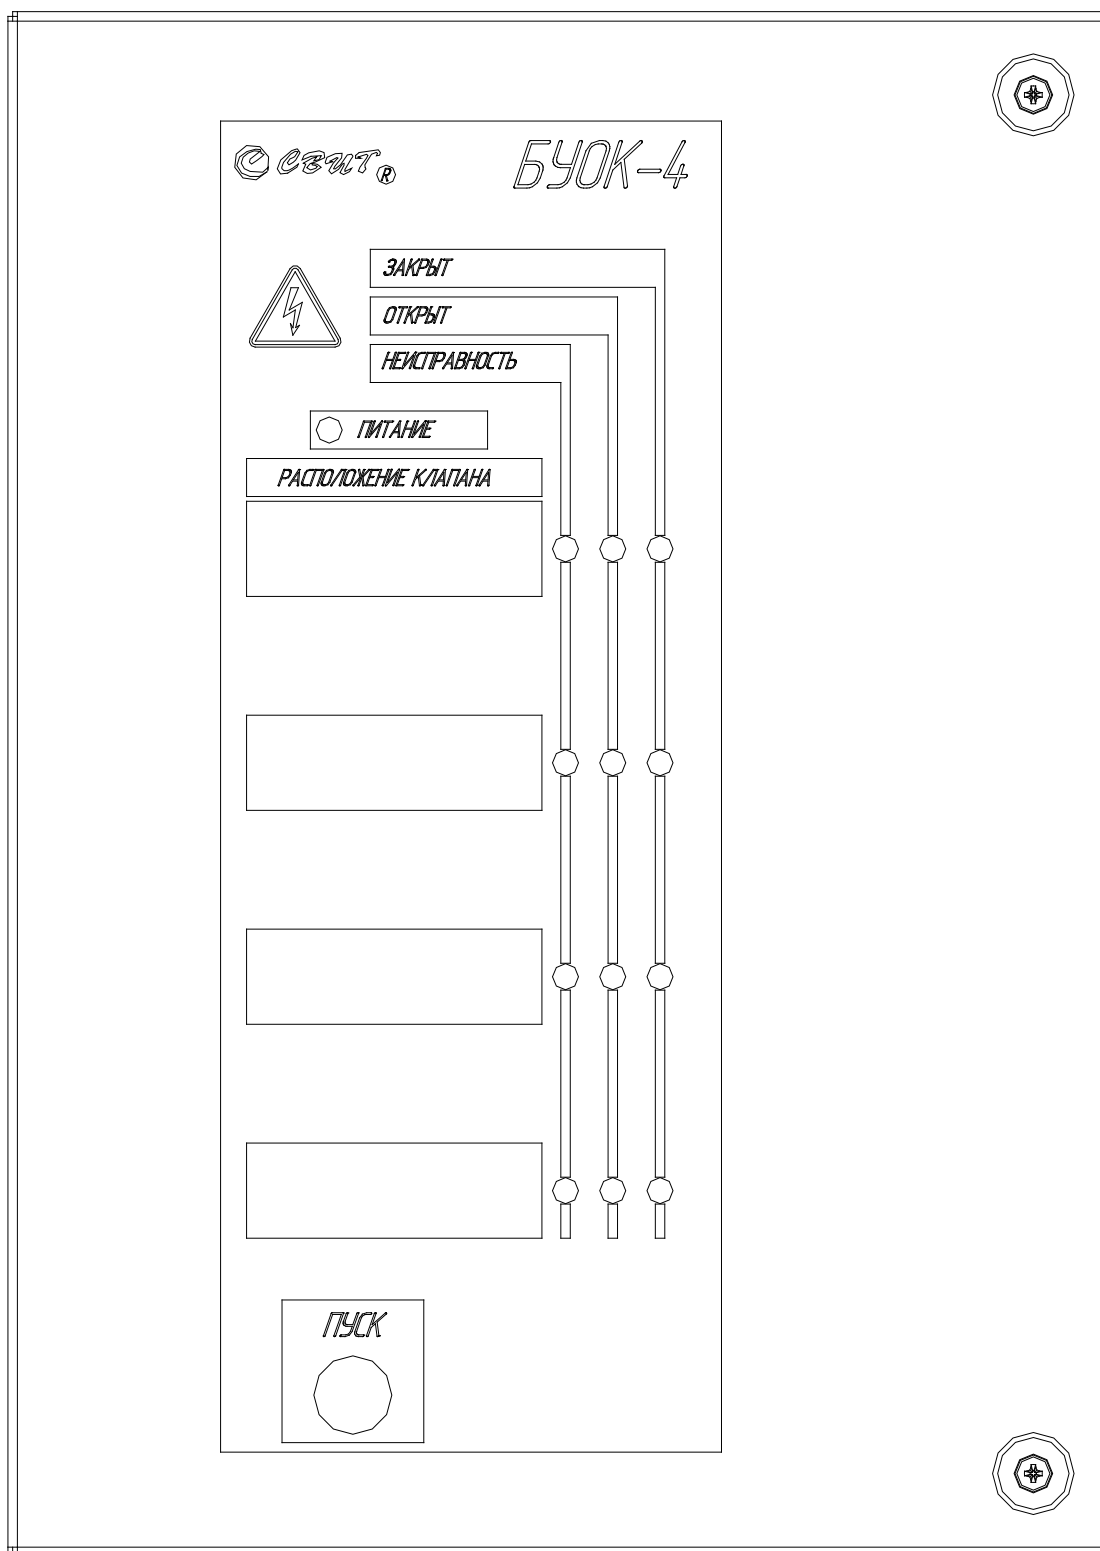 СВИТ ® БУОК-4
ЗАКРЫТ
ОТКРЫТ
НЕИСПРАВНОСТЬ
ПИТАНИЕ
РАСПОЛОЖЕНИЕ КЛАПАНА
ПУСК